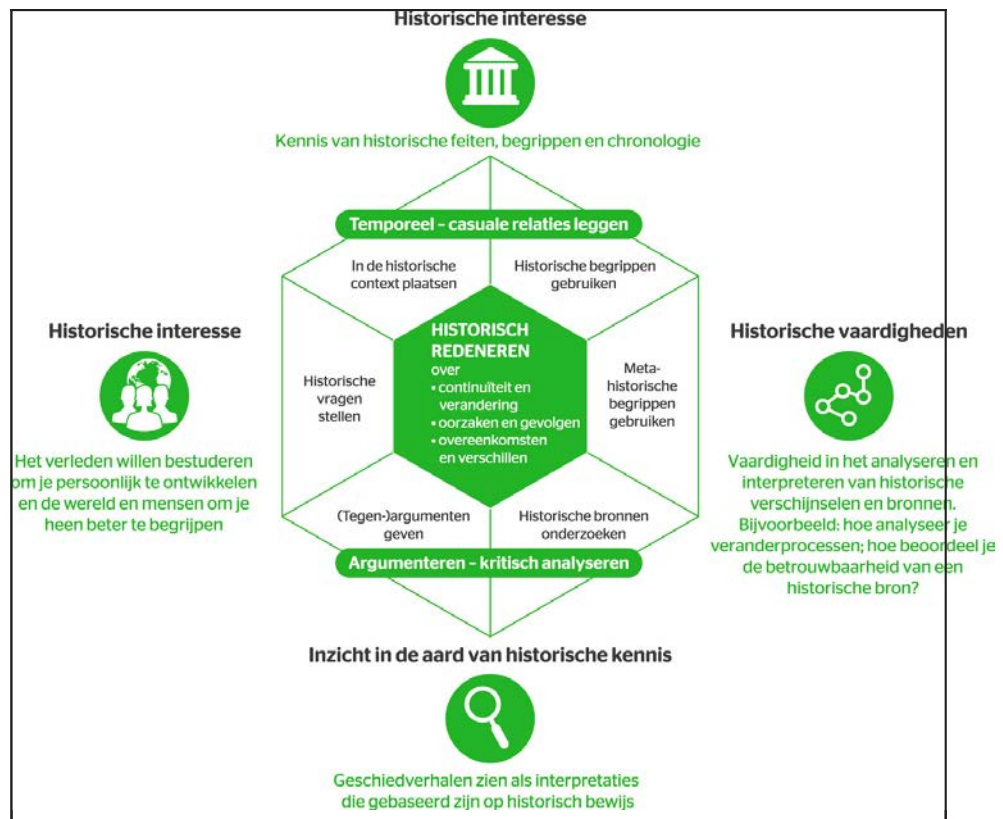 Historische interesse
Kennis van historische feiten, begrippen en chronologie
Temporeel – casuale relaties leggen
In de historische
context plaatsen
Historische begrippen
gebruiken
Historische interesse
Het verleden willen bestuderen
om je persoonlijk te ontwikkelen
en de wereld en mensen om je
heen beter te begrijpen
Historische
vragen
stellen
HISTORISCH
REDENEREN
over
• continuïteit en
verandering
• oorzaken en gevolgen
• overeenkomsten
en verschillen
Meta-
historische
begrippen
gebruiken
Historische vaardigheden
Vaardigheid in het analyseren en
interpreteren van historische
verschijnselen en bronnen.
Bijvoorbeeld: hoe analyseer je
veranderprocessen; hoe beoordeel je
de betrouwbaarheid van een
historische bron?
(Tegen-)argumenten
geven
Historische bronnen
onderzoeken
Argumenteren – kritisch analyseren
Inzicht in de aard van historische kennis
Geschiedverhalen zien als interpretaties
die gebaseerd zijn op historisch bewijs